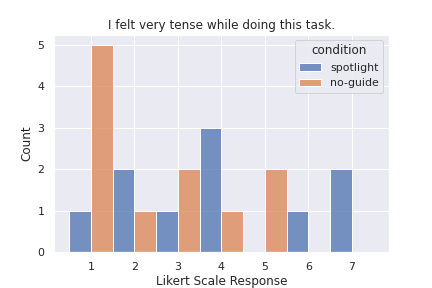 I felt very tense while doing this task.
condition
spotlight
no-guide
Count
5
4
3
2
1
0
1 2 3 4 5 6 7
Likert Scale Response